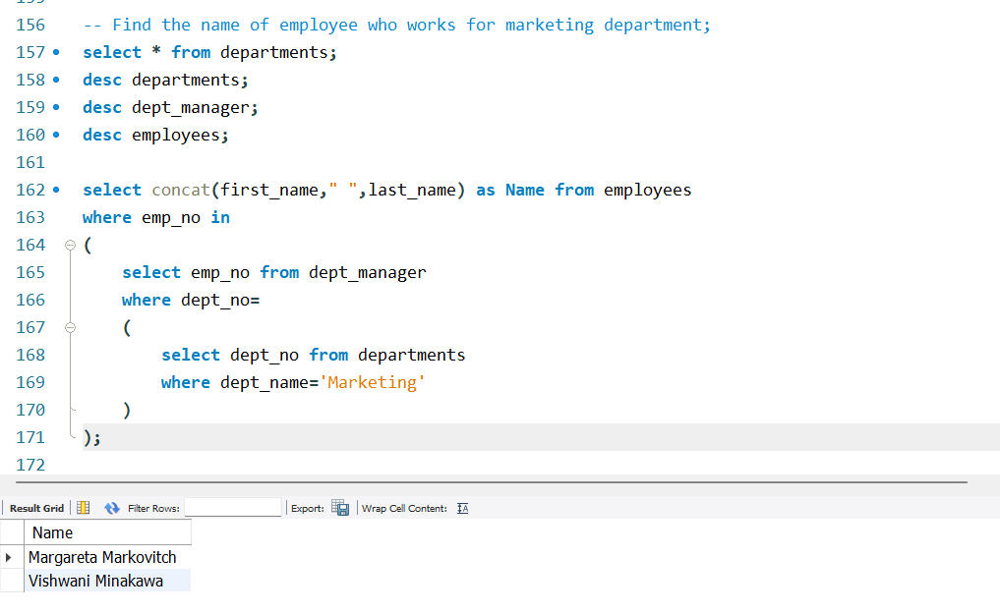 156 -- Find the name of employee who works for marketing department;
157 select * from departments;
158 desc departments;
159 desc dept_manager;
160 desc employees;
161
162 select concat(first_name," ",last_name) as Name from employees
163 where emp_no in
164 (
165 select emp_no from dept_manager
166 where dept_no=
167 (
168 select dept_no from departments
169 where dept_name='Marketing'
170 )
171 );
172
Result Grid Filter Rows: Export: Wrap Cell Content: IA
Name
Margareta Markovitch
Vishwani Minakawa